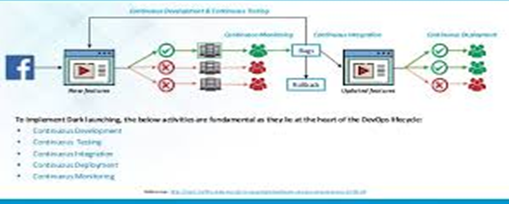 Continuous Development & Continuous Testing
Continuous Monitoring
Continuous Integration
Continuous Deployment
Bugs
Rollback
New features
Updated features
To implement Dark launching, the below activities are fundamental as they lie at the heart of the DevOps lifecycle:
• Continuous Development
• Continuous Testing
• Continuous Integration
• Continuous Deployment
• Continuous Monitoring